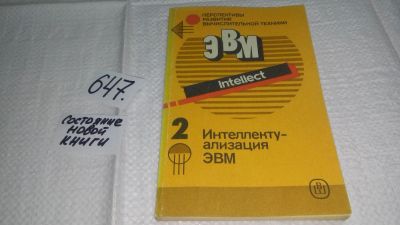 647.
СОСТОЯНИЕ
НОВОЙ
КНИГИ
ПЕРСПЕКТИВЫ
РАЗВИТИЯ
ВЫЧИСЛИТЕЛЬНОЙ ТЕХНИКИ
ЭВМ
Intellect
2 Интеллекту-
ализация
ЭВМ